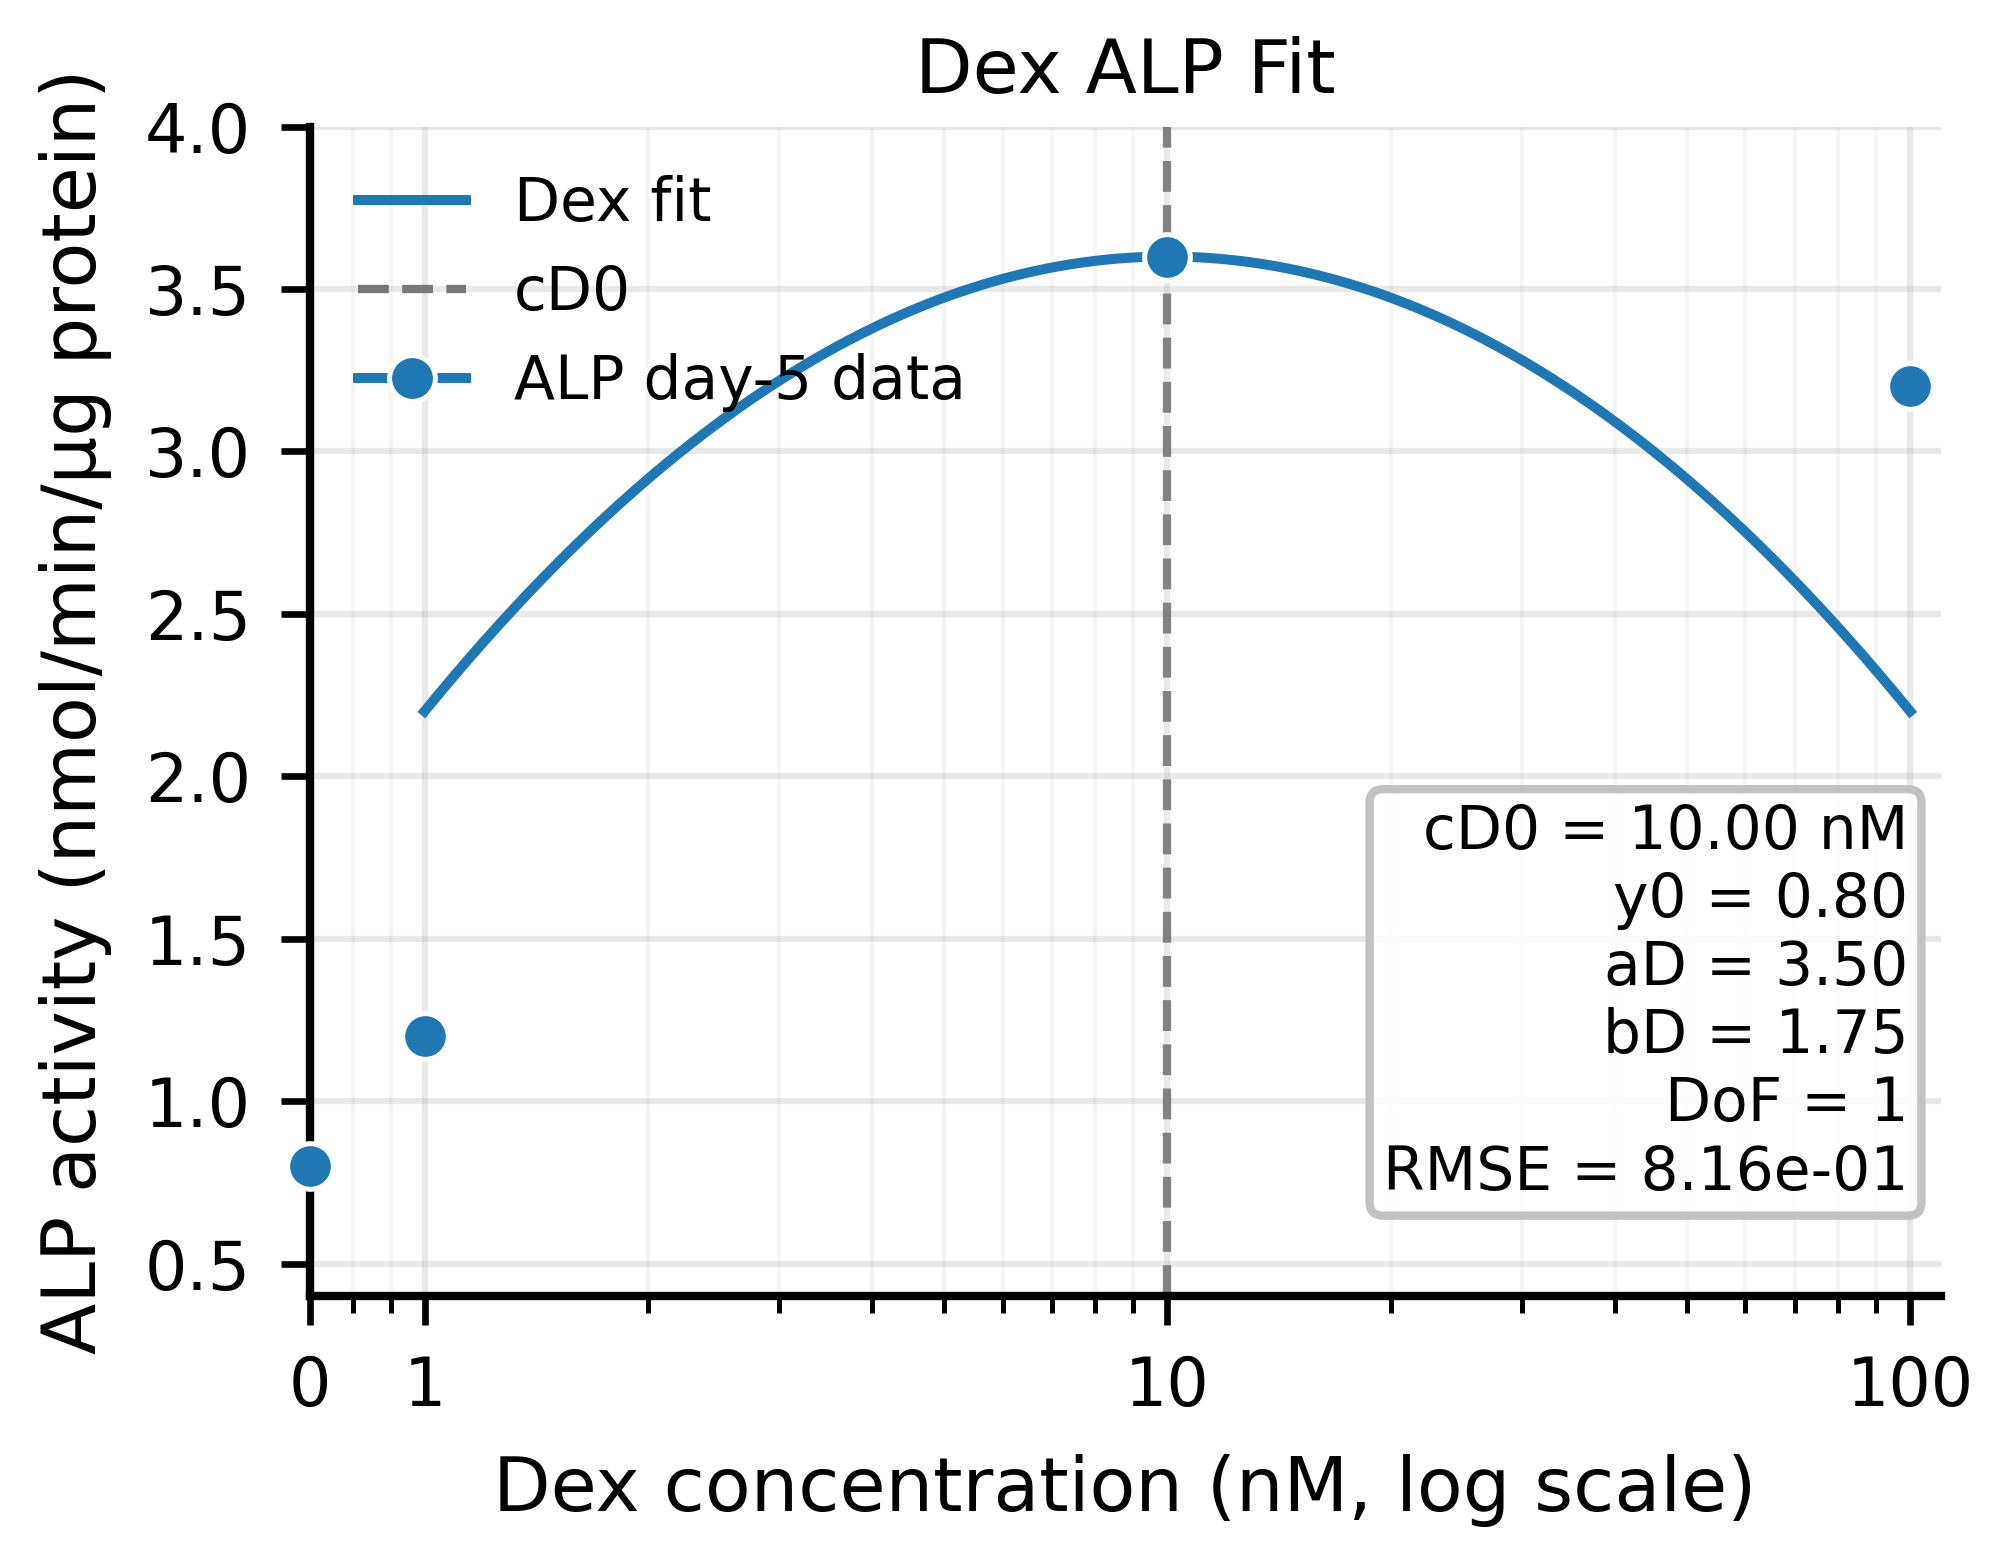 Dex ALP Fit
ALP activity (nmol/min/µg protein)
4.0
3.5
3.0
2.5
2.0
1.5
1.0
0.5
Dex fit
cD0
ALP day-5 data
cD0 = 10.00 nM
y0 = 0.80
aD = 3.50
bD = 1.75
DoF = 1
RMSE = 8.16e-01
0 1 10 100
Dex concentration (nM, log scale)